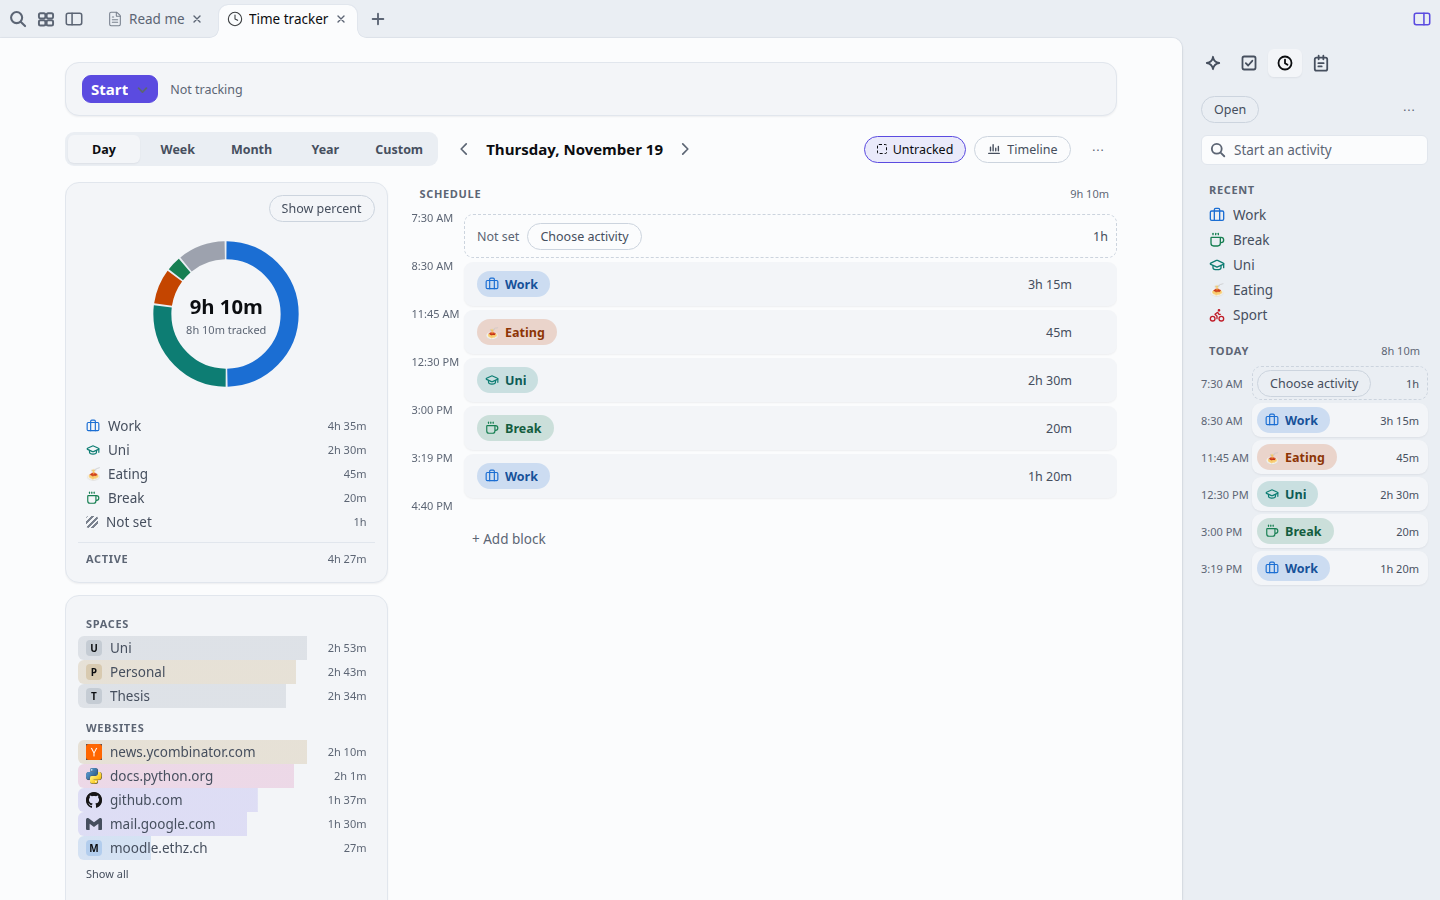 Read me
Time tracker
Start
Not tracking
Day
Week
Month
Year
Custom
Thursday, November 19
Untracked
Timeline
...
Show percent
9h 10m
8h 10m tracked
Work 4h 35m
Uni 2h 30m
Eating 45m
Break 20m
Not set 1h
ACTIVE 4h 27m
SPACES
U Uni 2h 53m
P Personal 2h 43m
T Thesis 2h 34m
WEBSITES
Y news.ycombinator.com 2h 10m
docs.python.org 2h 1m
github.com 1h 37m
mail.google.com 1h 30m
M moodle.ethz.ch 27m
Show all
SCHEDULE 9h 10m
7:30 AM
Not set Choose activity 1h
8:30 AM
Work 3h 15m
11:45 AM
Eating 45m
12:30 PM
Uni 2h 30m
3:00 PM
Break 20m
3:19 PM
Work 1h 20m
4:40 PM
+ Add block
Open
...
Start an activity
RECENT
Work
Break
Uni
Eating
Sport
TODAY 8h 10m
7:30 AM Choose activity 1h
8:30 AM Work 3h 15m
11:45 AM Eating 45m
12:30 PM Uni 2h 30m
3:00 PM Break 20m
3:19 PM Work 1h 20m